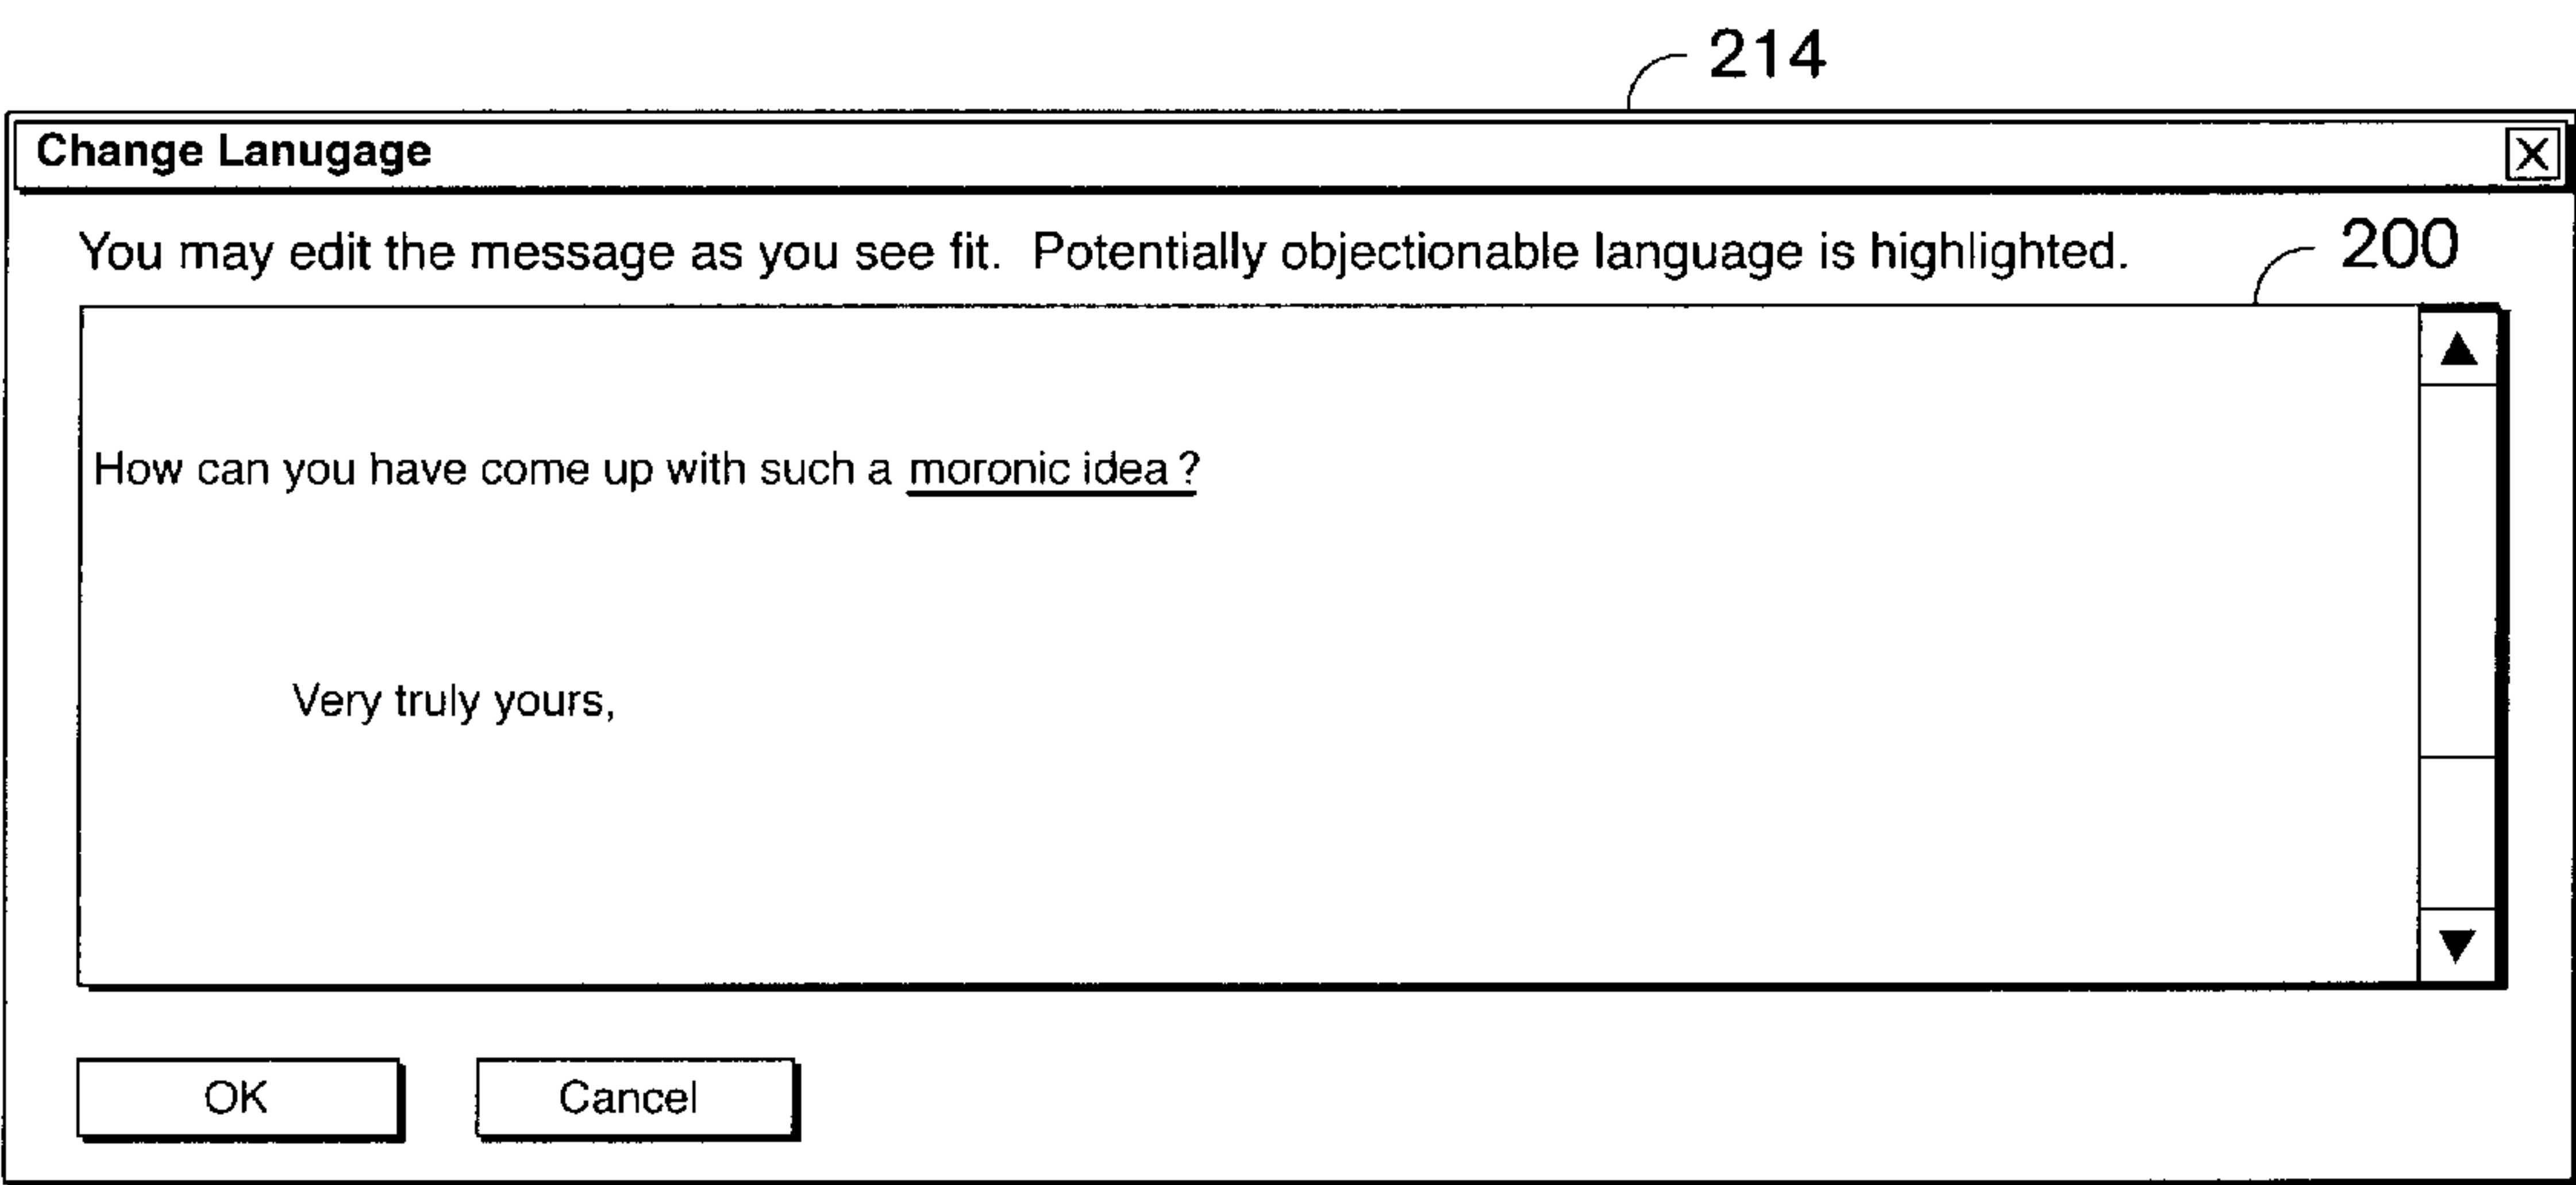 214
Change Lanugage
You may edit the message as you see fit. Potentially objectionable language is highlighted.
200
How can you have come up with such a moronic idea ?
Very truly yours,
OK
Cancel